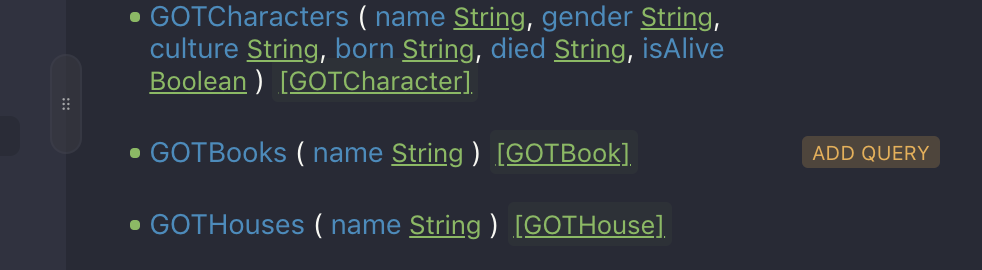 GOTCharacters ( name String, gender String,
culture String, born String, died String, isAlive
Boolean ) [GOTCharacter]
GOTBooks ( name String ) [GOTBook]
ADD QUERY
GOTHouses ( name String ) [GOTHouse]